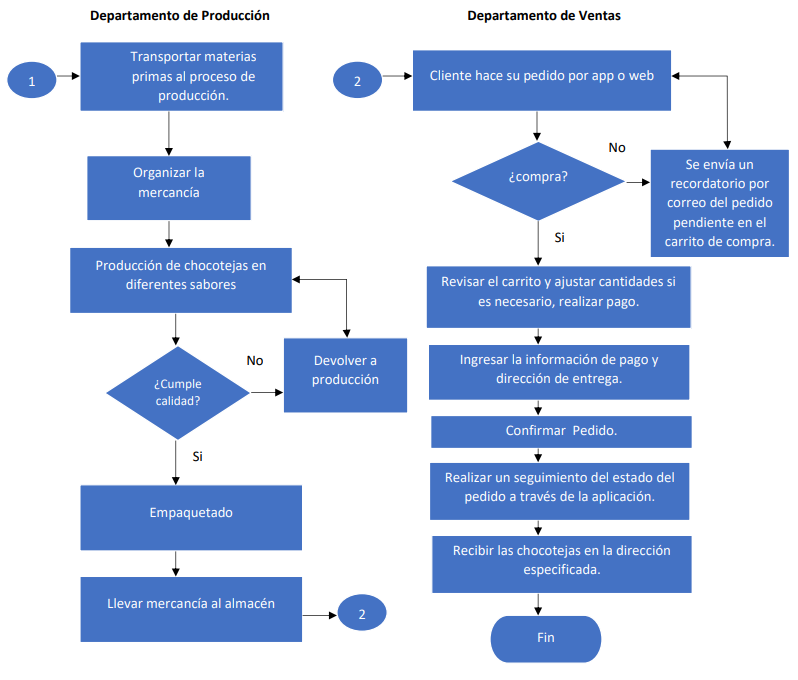 Departamento de Producción
1
Transportar materias
primas al proceso de
producción.
Organizar la
mercancía
Producción de chocotejas en
diferentes sabores
¿Cumple
calidad?
No
Devolver a
producción
Si
Empaquetado
Llevar mercancía al almacén
2
Departamento de Ventas
2
Cliente hace su pedido por app o web
¿compra?
No
Se envía un
recordatorio por
correo del pedido
pendiente en el
carrito de compra.
Si
Revisar el carrito y ajustar cantidades si
es necesario, realizar pago.
Ingresar la información de pago y
dirección de entrega.
Confirmar Pedido.
Realizar un seguimiento del estado del
pedido a través de la aplicación.
Recibir las chocotejas en la dirección
especificada.
Fin